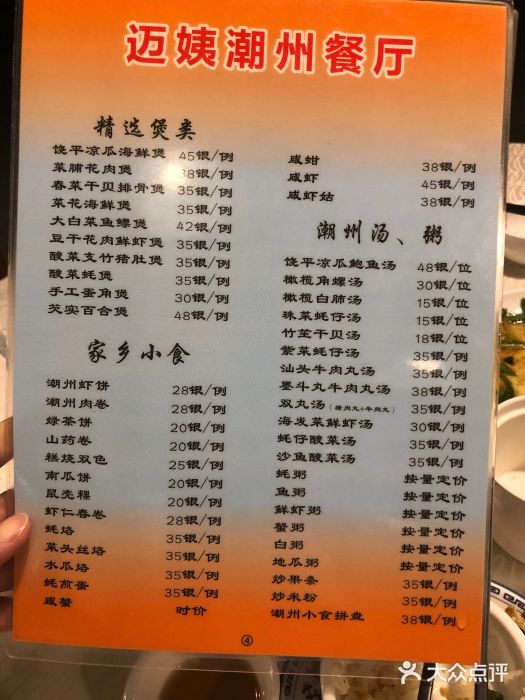 迈姨潮州餐厅
精选煲类
饶平凉瓜海鲜煲 45银/例
菜脯花肉煲 38银/例
春菜干贝排骨煲 35银/例
菜花海鲜煲 35银/例
大白菜鱼鳔煲 42银/例
豆干花肉鲜虾煲 35银/例
酸菜支竹猪肚煲 35银/例
酸菜蚝煲 35银/例
手工蛋角煲 30银/例
芡实百合煲 48银/例
家乡小食
潮州虾饼 28银/例
潮州肉卷 28银/例
绿茶饼 20银/例
山药卷 20银/例
糕烧双色 25银/例
南瓜饼 20银/例
鼠壳粿 20银/例
虾仁春卷 28银/例
蚝烙 35银/例
菜头丝烙 35银/例
水瓜烙 35银/例
蚝煎蛋 35银/例
咸蟹 时价
咸蚶 38银/例
咸虾 45银/例
咸虾姑 38银/例
潮州汤、粥
饶平凉瓜鲍鱼汤 48银/位
橄榄角螺汤 30银/位
橄榄白肺汤 15银/位
珠菜蚝仔汤 15银/位
竹笙干贝汤 18银/位
紫菜蚝仔汤 35银/例
汕头牛肉丸汤 35银/例
墨斗丸牛肉丸汤 38银/例
双丸汤(猪肉丸+牛肉丸) 35银/例
海发菜鲜虾汤 30银/例
蚝仔酸菜汤 35银/例
沙鱼酸菜汤 35银/例
蚝粥 按量定价
鱼粥 按量定价
鲜虾粥 按量定价
蟹粥 按量定价
白粥 按量定价
地瓜粥 按量定价
炒果条 35银/例
炒米粉 35银/例
潮州小食拼盘 38银/例
④
大众点评